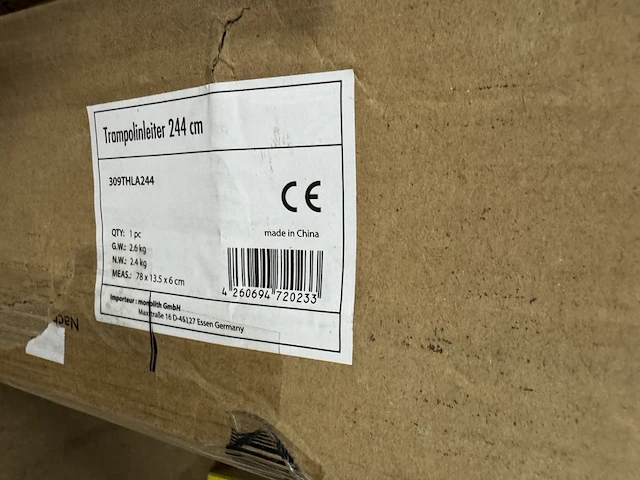 Trampolinleiter 244 cm
309THLA244
CE
made in China
QTY: 1 pc
G.W.: 2.6 kg
N.W.: 2.4 kg
MEAS.: 78 x 13.5 x 6 cm
4 260694 720233
Importeur : monolith GmbH
Maxstraße 16 D-45127 Essen Germany
Nach